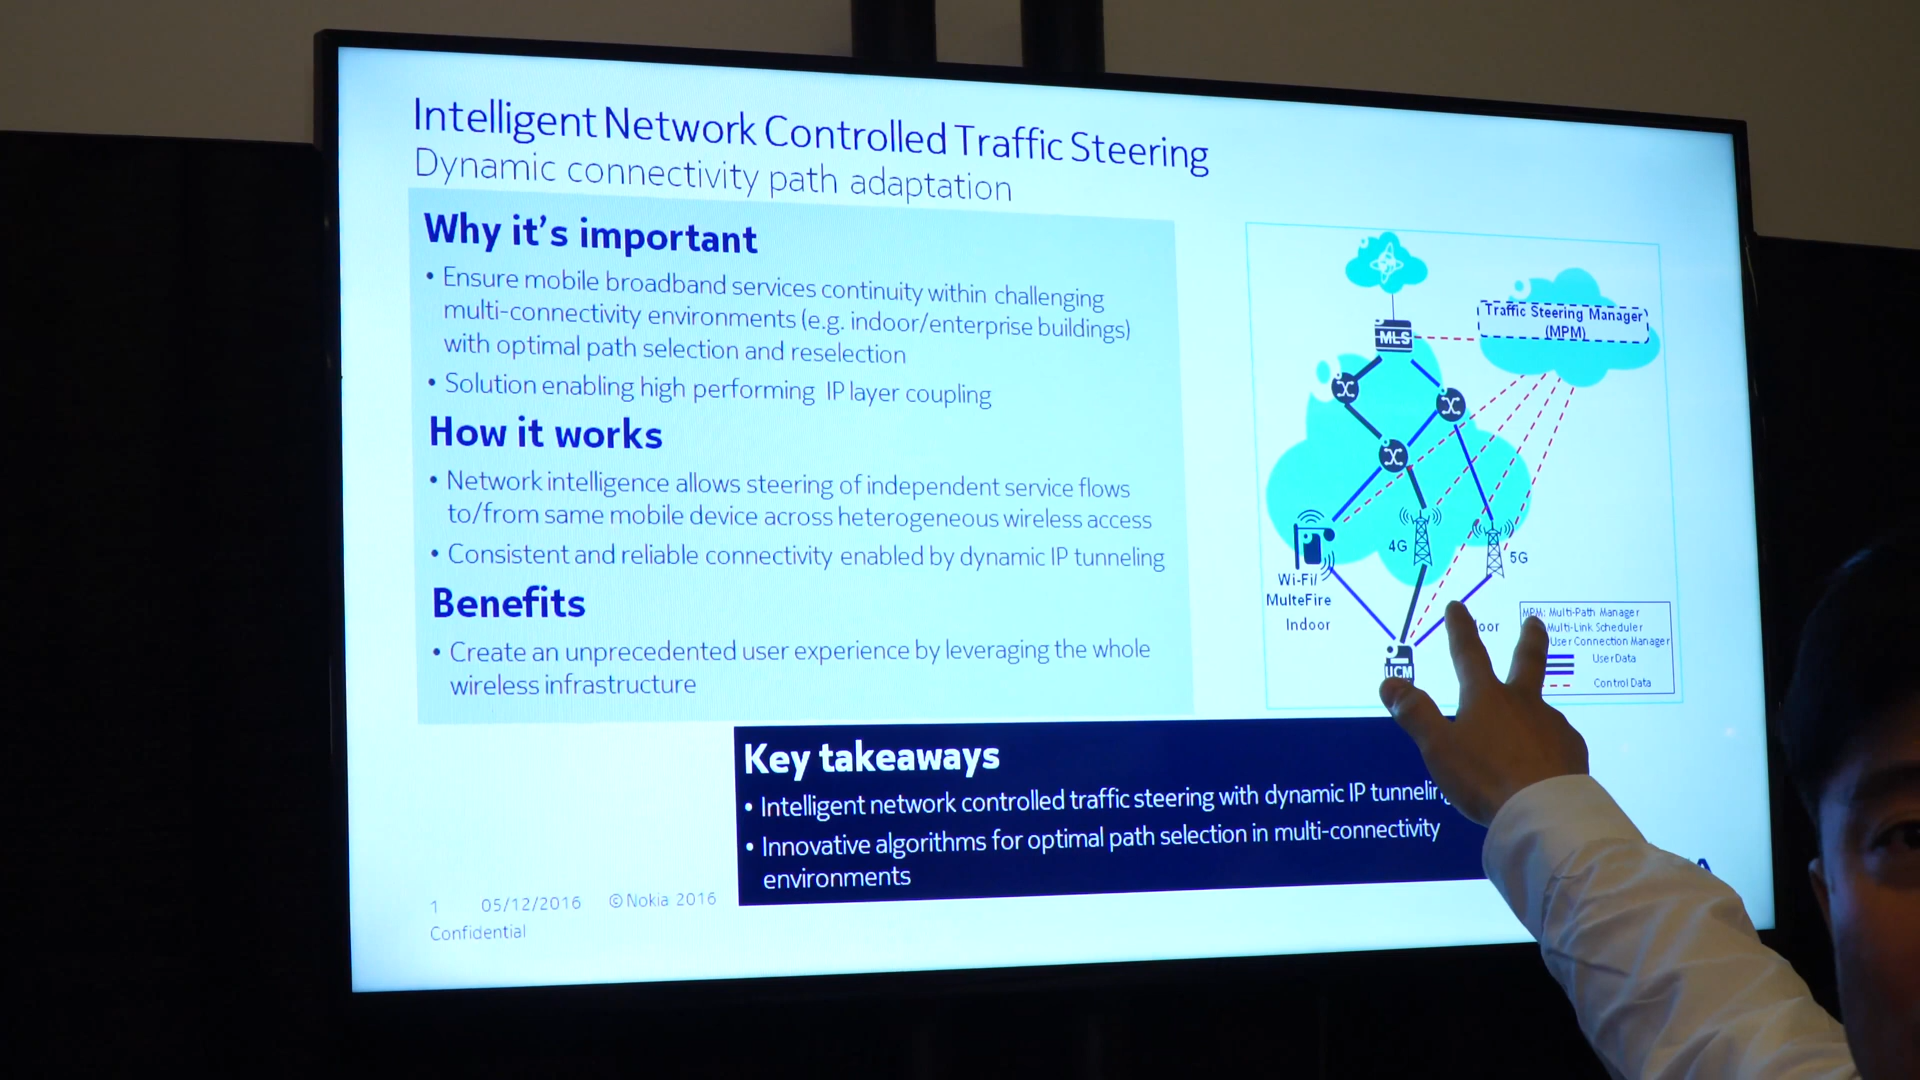 Intelligent Network Controlled Traffic Steering
Dynamic connectivity path adaptation
Why it's important
• Ensure mobile broadband services continuity within challenging
multi-connectivity environments (e.g. indoor/enterprise buildings)
with optimal path selection and reselection
• Solution enabling high performing IP layer coupling
How it works
• Network intelligence allows steering of independent service flows
to/from same mobile device across heterogeneous wireless access
• Consistent and reliable connectivity enabled by dynamic IP tunneling
Benefits
• Create an unprecedented user experience by leveraging the whole
wireless infrastructure
Traffic Steering Manager
(MPM)
MLS
4G
5G
Wi-Fi/
MulteFire
Indoor
UCM
MPM: Multi-Path Manager
Multi-Link Scheduler
User Connection Manager
User Data
Control Data
Key takeaways
• Intelligent network controlled traffic steering with dynamic IP
• Innovative algorithms for optimal path selection in multi-connectivity
environments
1 05/12/2016 © Nokia 2016
Confidential